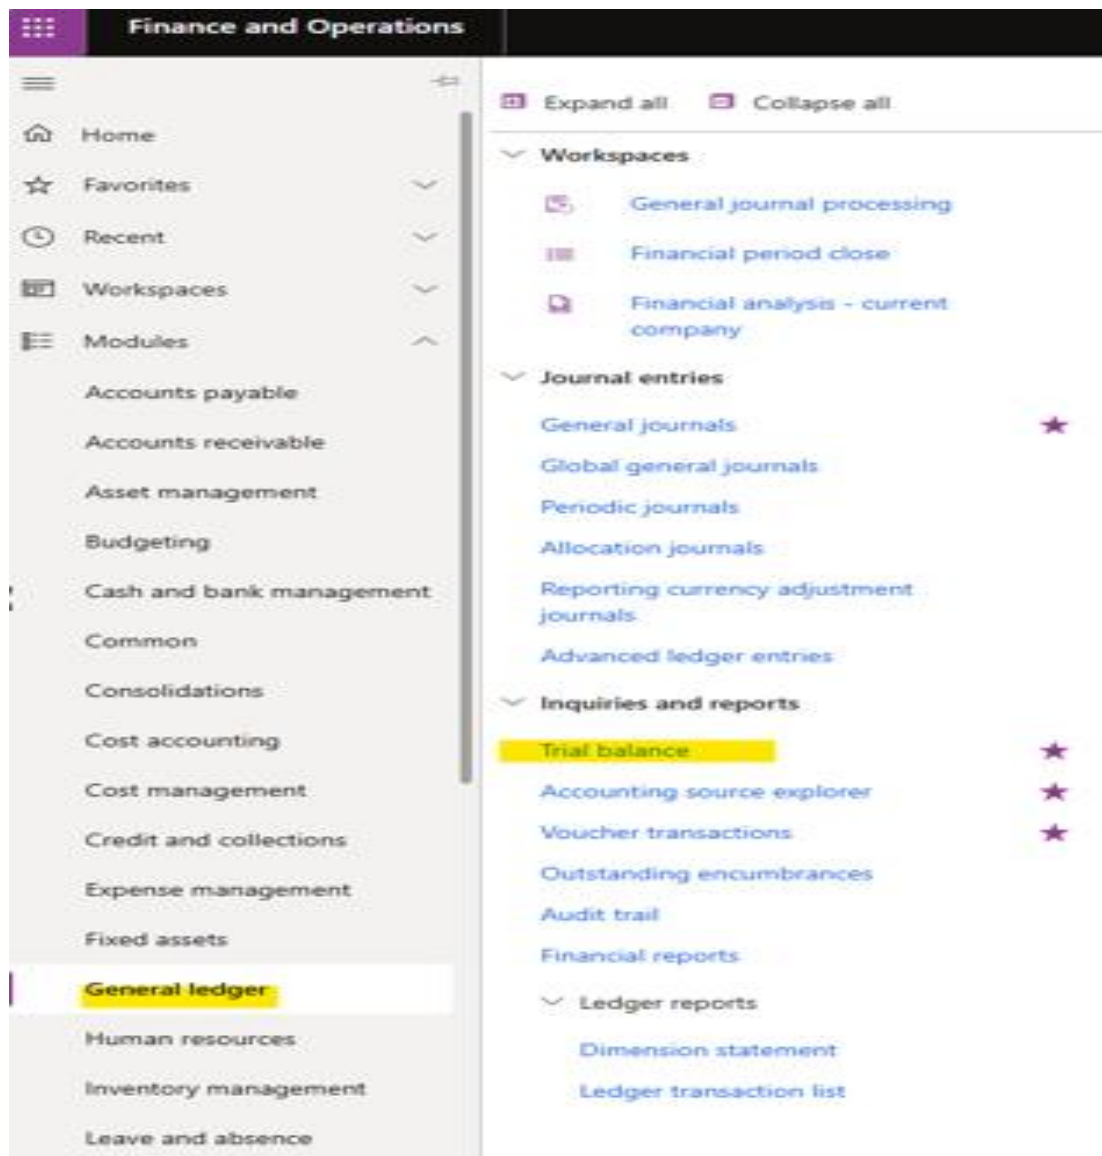 Finance and Operations
Home
Favorites
Recent
Workspaces
Modules
Accounts payable
Accounts receivable
Asset management
Budgeting
Cash and bank management
Common
Consolidations
Cost accounting
Cost management
Credit and collections
Expense management
Fixed assets
General ledger
Human resources
Inventory management
Leave and absence
Expand all
Collapse all
Workspaces
General journal processing
Financial period close
Financial analysis - current
company
Journal entries
General journals
Global general journals
Periodic journals
Allocation journals
Reporting currency adjustment
journals
Advanced ledger entries
Inquiries and reports
Trial balance
Accounting source explorer
Voucher transactions
Outstanding encumbrances
Audit trail
Financial reports
Ledger reports
Dimension statement
Ledger transaction list